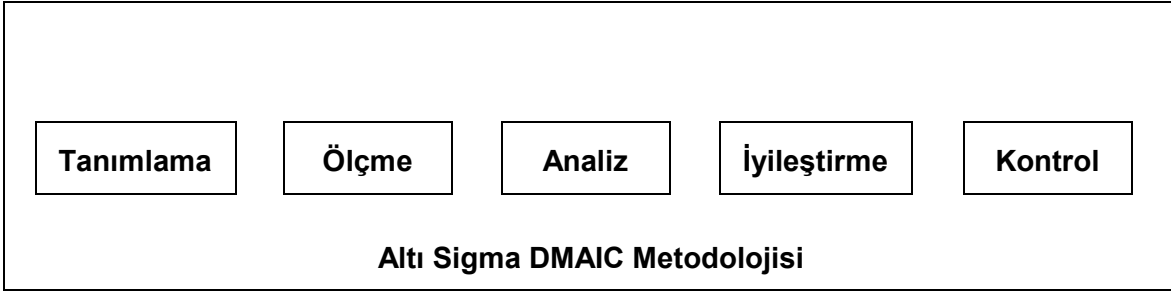 Tanımlama
Ölçme
Analiz
İyileştirme
Kontrol
Altı Sigma DMAIC Metodolojisi